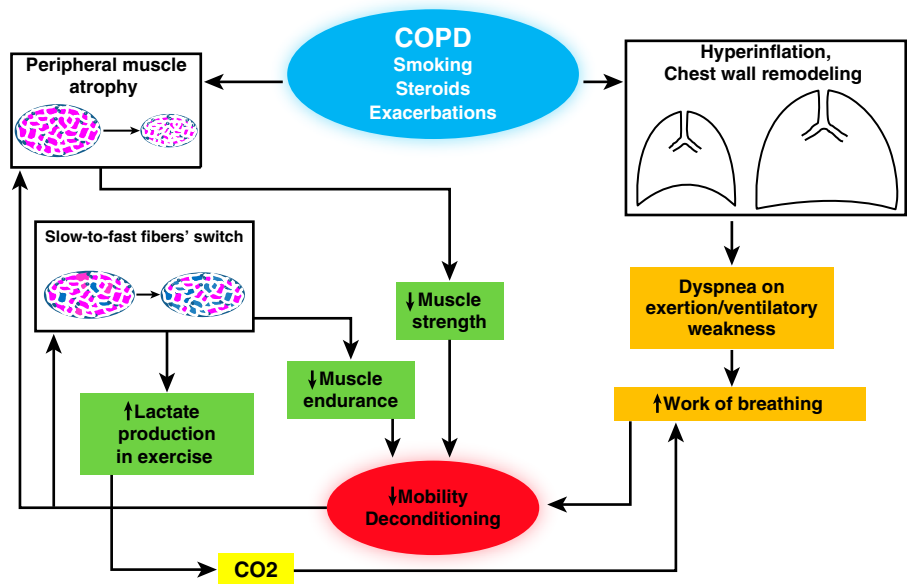 COPD
Smoking
Steroids
Exacerbations
Peripheral muscle
atrophy
Hyperinflation,
Chest wall remodeling
Slow-to-fast fibers' switch
↓Muscle
strength
Dyspnea on
exertion/ventilatory
weakness
↓Muscle
endurance
↑Work of breathing
↑Lactate
production
in exercise
↓Mobility
Deconditioning
CO2